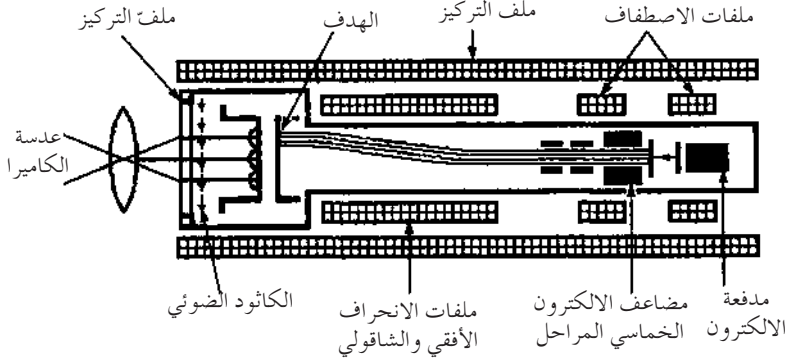 ملفات الاصطفاف
ملف التركيز
الهدف
ملفّ التركيز
عدسة
الكاميرا
مدفعة
الالكترون
مضاعف الالكترون
الخماسي المراحل
ملفات الانحراف
الأفقي والشاقولي
الكاثود الضوئي